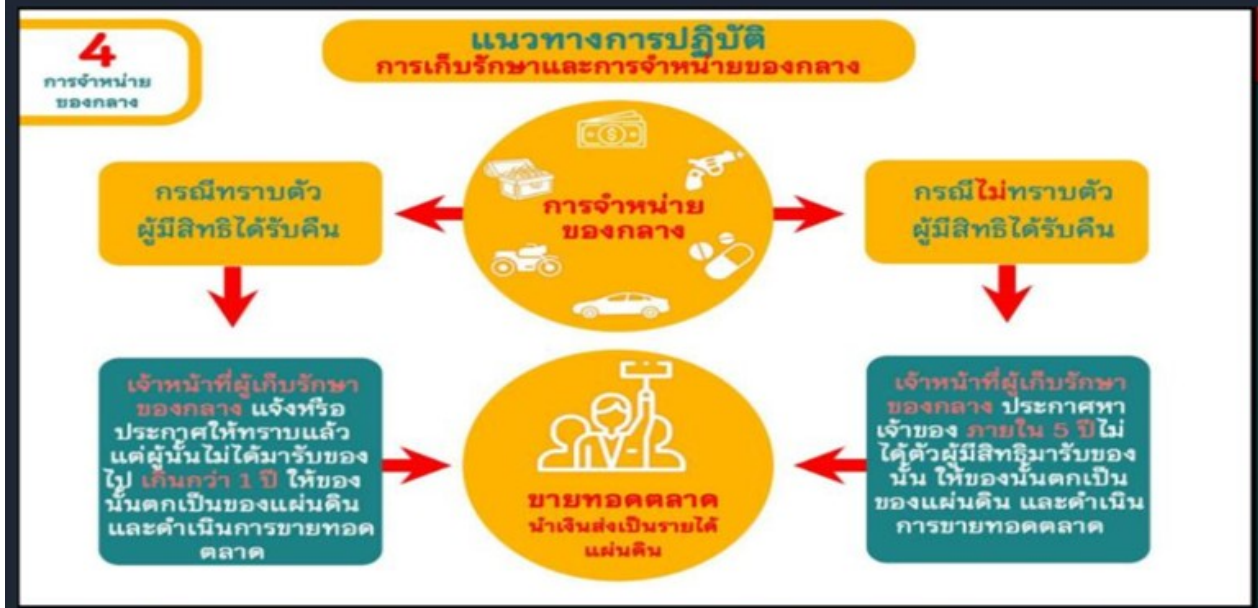 4
การจำหน่าย
ของกลาง
แนวทางการปฏิบัติ
การเก็บรักษาและการจำหน่ายของกลาง
การจำหน่าย
ของกลาง
กรณีทราบตัว
ผู้มีสิทธิได้รับคืน
กรณีไม่ทราบตัว
ผู้มีสิทธิได้รับคืน
เจ้าหน้าที่ผู้เก็บรักษา
ของกลาง แจ้งหรือ
ประกาศให้ทราบแล้ว
แต่ผู้นั้นไม่ได้มารับของ
ไป เกินกว่า 1 ปี ให้ของ
นั้นตกเป็นของแผ่นดิน
และดำเนินการขายทอด
ตลาด
ขายทอดตลาด
นำเงินส่งเป็นรายได้
แผ่นดิน
เจ้าหน้าที่ผู้เก็บรักษา
ของกลาง ประกาศหา
เจ้าของ ภายใน 5 ปีไม่
ได้ตัวผู้มีสิทธิมารับของ
นั้น ให้ของนั้นตกเป็น
ของแผ่นดิน และดำเนิน
การขายทอดตลาด